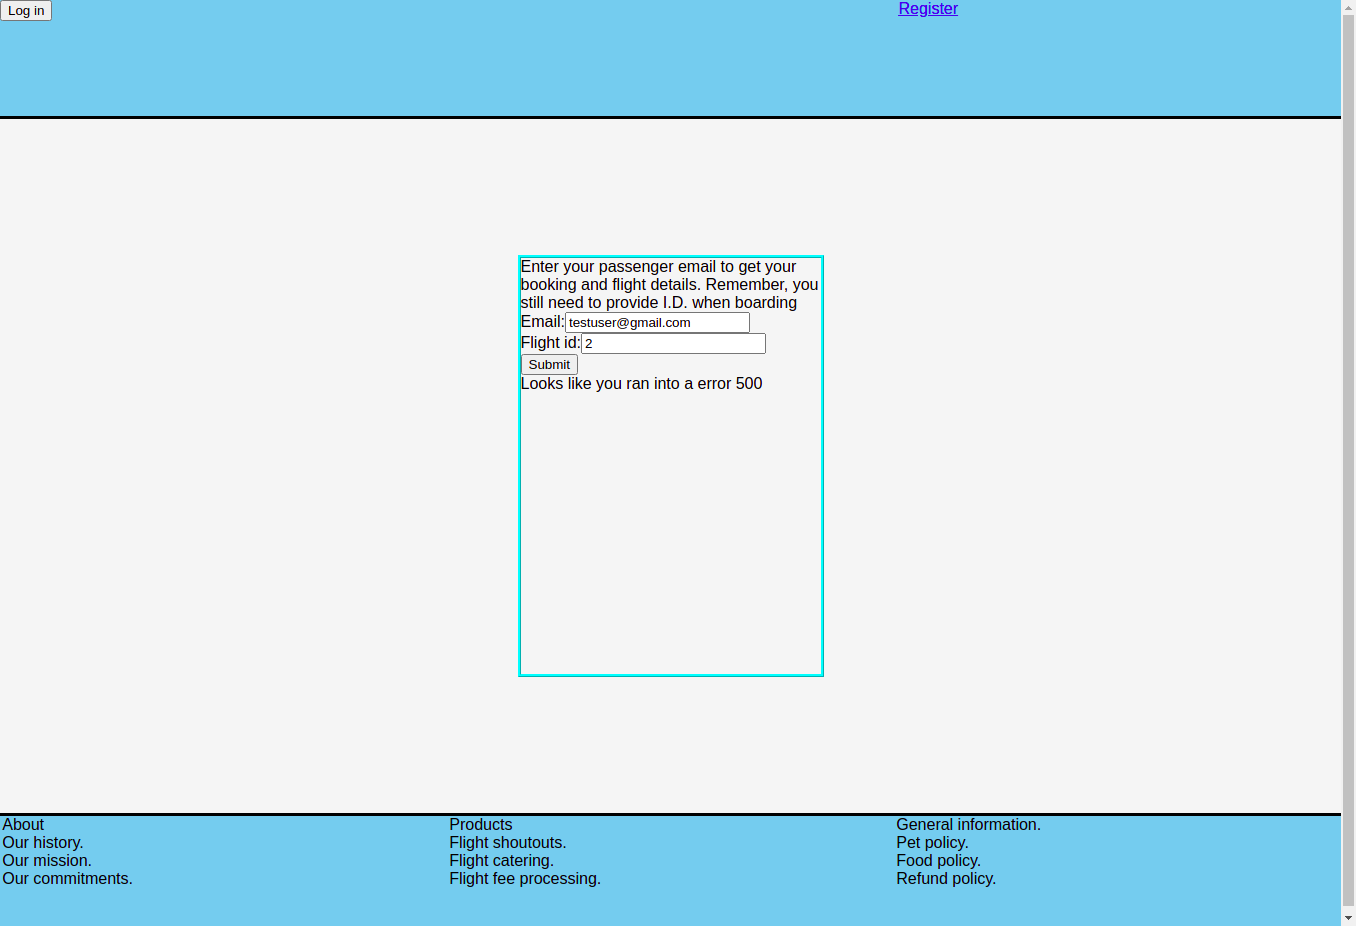 Log in
Register
Enter your passenger email to get your
booking and flight details. Remember, you
still need to provide I.D. when boarding
Email: testuser@gmail.com
Flight id: 2
Submit
Looks like you ran into a error 500
About
Our history.
Our mission.
Our commitments.
Products
Flight shoutouts.
Flight catering.
Flight fee processing.
General information.
Pet policy.
Food policy.
Refund policy.